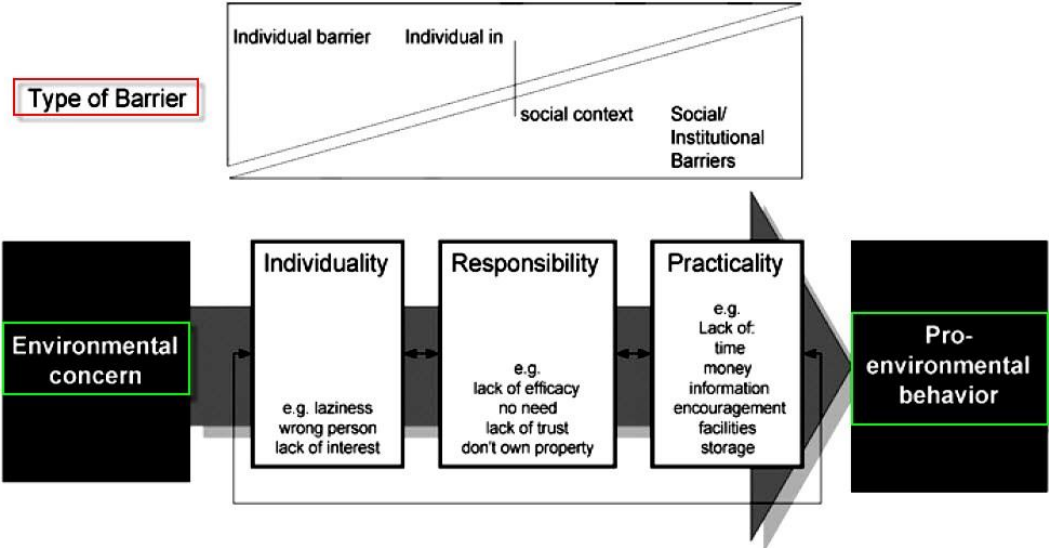 Individual barrier
Individual in
Type of Barrier
social context
Social/
Institutional
Barriers
Environmental
concern
Individuality
e.g. laziness
wrong person
lack of interest
Responsibility
e.g.
lack of efficacy
no need
lack of trust
don't own property
Practicality
e.g.
Lack of:
time
money
information
encouragement
facilities
storage
Pro-
environmental
behavior